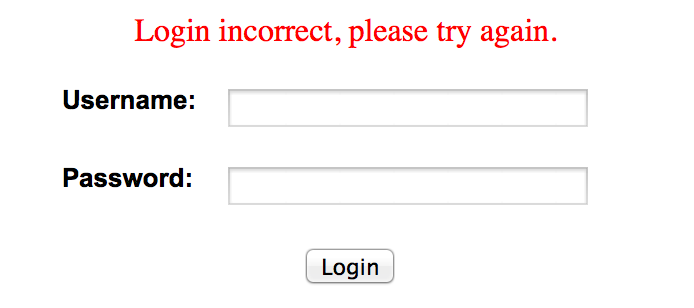 Login incorrect, please try again.
Username:
Password:
Login